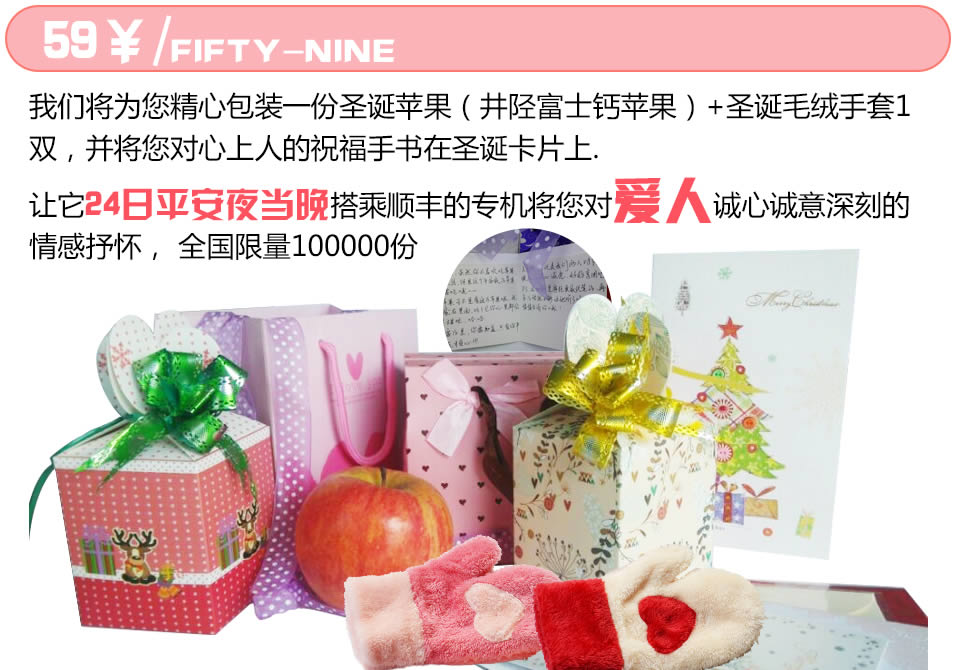 59￥/FIFTY-NINE
我们将为您精心包装一份圣诞苹果（井陉富士钙苹果）+圣诞毛绒手套1
双，并将您对心上人的祝福手书在圣诞卡片上.
让它24日平安夜当晚搭乘顺丰的专机将您对爱人诚心诚意深刻的
情感抒怀， 全国限量100000份
Merry Christmas